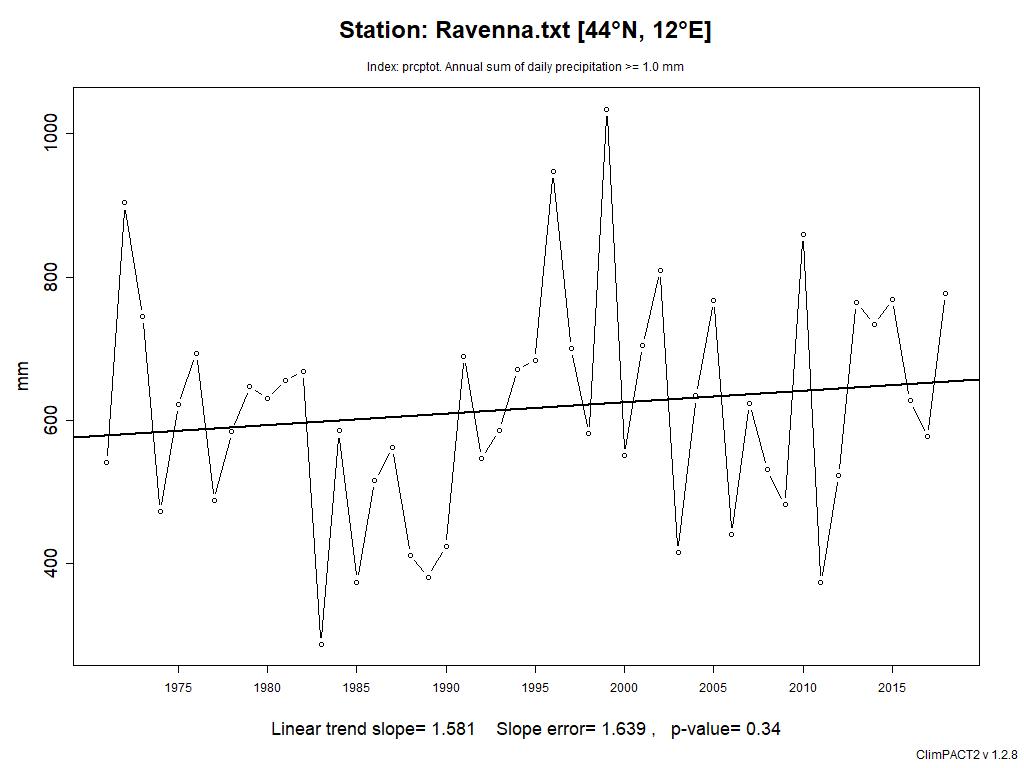 Station: Ravenna.txt [44°N, 12°E]
Index: prcptot. Annual sum of daily precipitation >= 1.0 mm
1000
800
600
400
mm
1975 1980 1985 1990 1995 2000 2005 2010 2015
Linear trend slope= 1.581 Slope error= 1.639 , p-value= 0.34
ClimPACT2 v 1.2.8